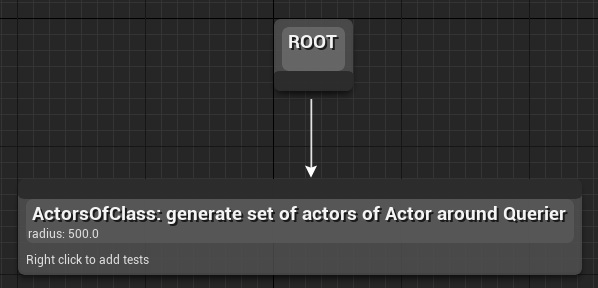 ROOT
ActorsOfClass: generate set of actors of Actor around Querier
radius: 500.0
Right click to add tests